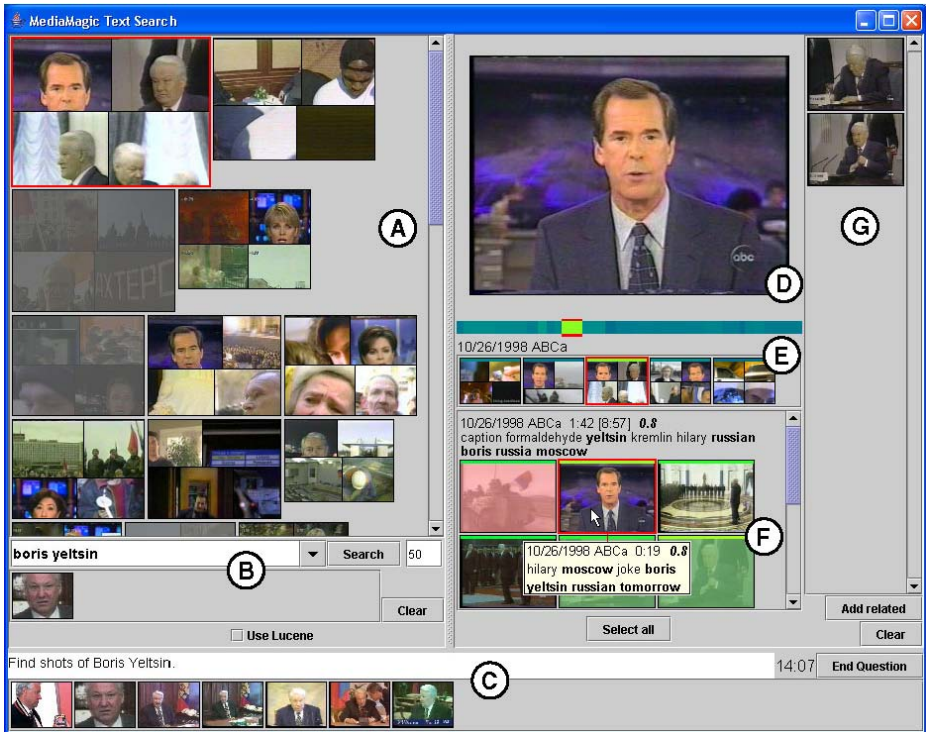 MediaMagic Text Search
AXTEPC
A
abc
D
G
10/26/1998 ABCa
E
10/26/1998 ABCa 1:42 [8:57] 0.8
caption formaldehyde yeltsin kremlin hilary russian
boris russia moscow
F
10/26/1998 ABCa 0:19 0.8
hilary moscow joke boris
yeltsin russian tomorrow
boris yeltsin
Search
50
B
Clear
Use Lucene
Select all
Add related
Clear
Find shots of Boris Yeltsin.
14:07
End Question
C